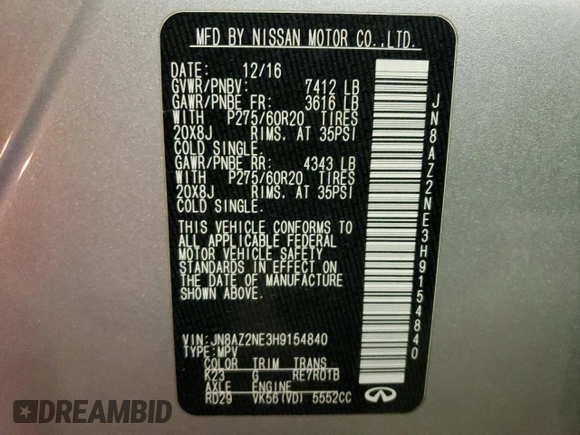 MFD BY NISSAN MOTOR CO.,LTD.
DATE: 12/16
GVWR/PNBV: 7412 LB
GAWR/PNBE FR: 3616 LB
WITH P275/60R20 TIRES
20X8J RIMS, AT 35PSI
COLD SINGLE.
GAWR/PNBE RR: 4343 LB
WITH P275/60R20 TIRES
20X8J RIMS, AT 35PSI
COLD SINGLE.
THIS VEHICLE CONFORMS TO
ALL APPLICABLE FEDERAL
MOTOR VEHICLE SAFETY
STANDARDS IN EFFECT ON
THE DATE OF MANUFACTURE
SHOWN ABOVE.
VIN:JN8AZ2NE3H9154840
TYPE:MPV
COLOR TRIM TRANS
K23 G RE7R01B
AXLE ENGINE
RD29 VK56(VD) 5552CC
JN8AZ2NE3H9154840
DREAMBID